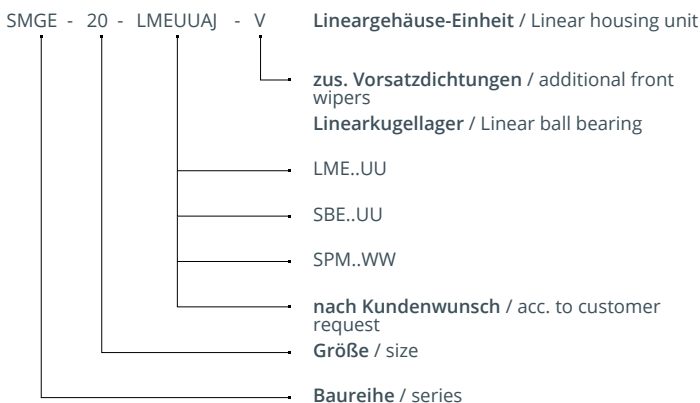 SMGE - 20 - LMEUUAJ - V Lineargehäuse-Einheit / Linear housing unit
zus. Vorsatzdichtungen / additional front
wipers
Linearkugellager / Linear ball bearing
LME..UU
SBE..UU
SPM..WW
nach Kundenwunsch / acc. to customer
request
Größe / size
Baureihe / series